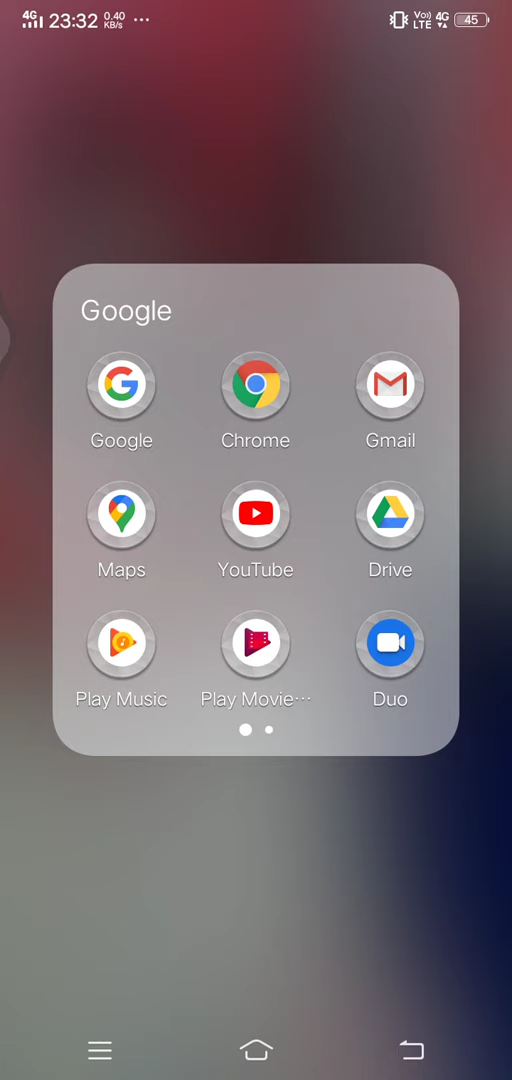 4G 23:32 0.40 KB/s ... Vo)) LTE 4G 45
Google
Google Chrome Gmail
Maps YouTube Drive
Play Music Play Movie··· Duo